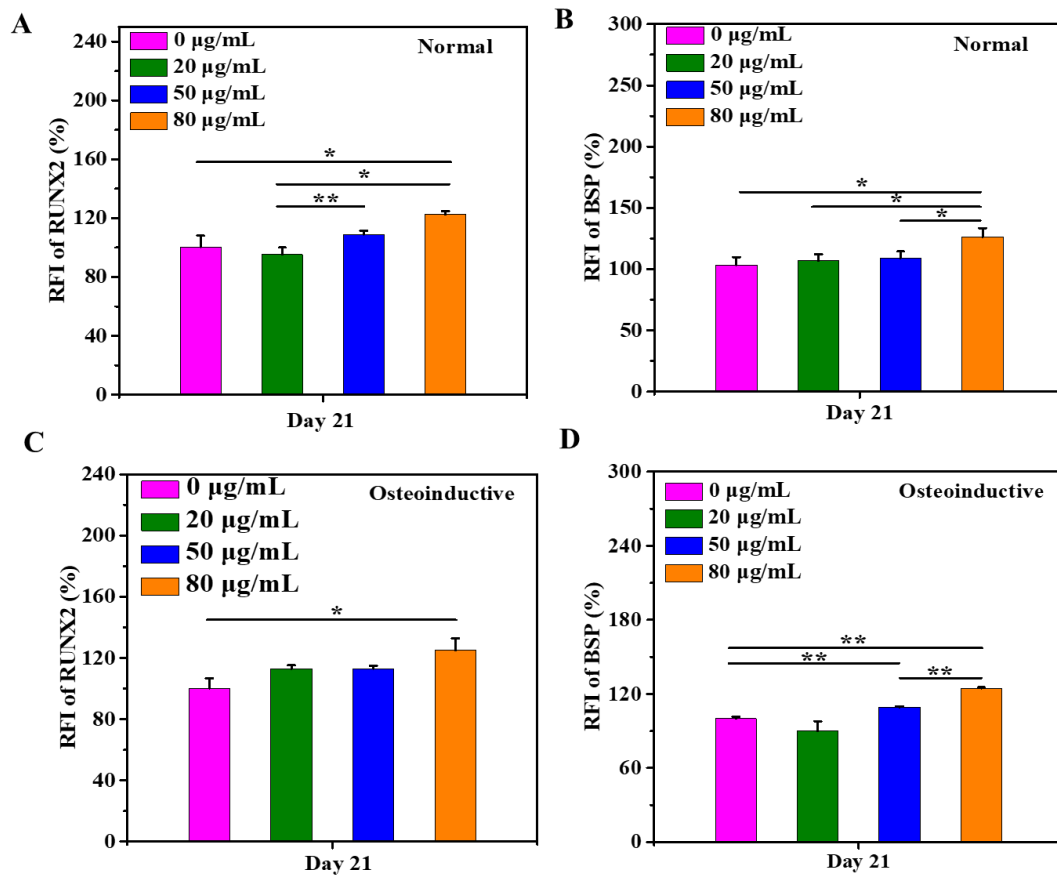 A
RFI of RUNX2 (%)
240
200
160
120
80
40
0
0 μg/mL
20 μg/mL
50 μg/mL
80 μg/mL
Normal
*
*
**
Day 21
B
RFI of BSP (%)
300
250
200
150
100
50
0
0 μg/mL
20 μg/mL
50 μg/mL
80 μg/mL
Normal
*
*
*
Day 21
C
RFI of RUNX2 (%)
240
200
160
120
80
40
0
0 μg/mL
20 μg/mL
50 μg/mL
80 μg/mL
Osteoinductive
*
Day 21
D
RFI of BSP (%)
300
240
180
120
60
0
0 μg/mL
20 μg/mL
50 μg/mL
80 μg/mL
Osteoinductive
**
**
**
Day 21